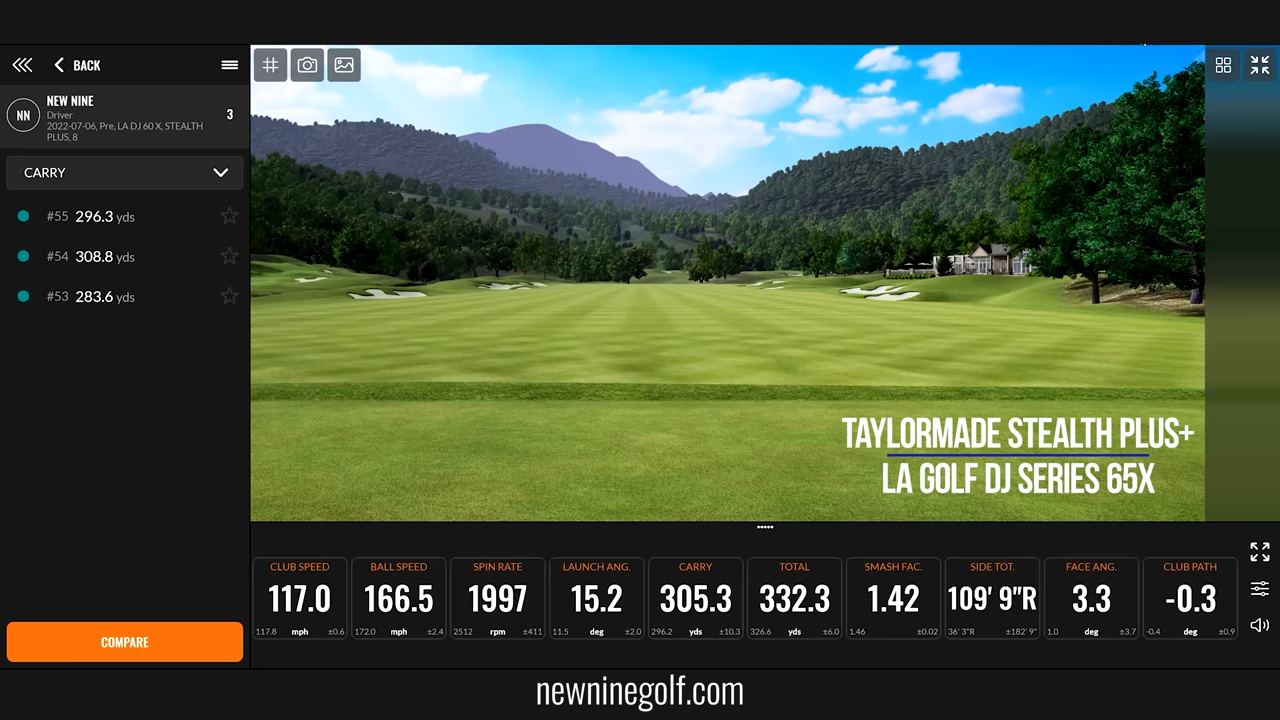 BACK
NN
NEW NINE
Driver
2022-07-06, Pre, LA DJ 60 X, STEALTH
PLUS, 8
3
CARRY
#55 296.3 yds
#54 308.8 yds
#53 283.6 yds
COMPARE
TAYLORMADE STEALTH PLUS+
LA GOLF DJ SERIES 65X
CLUB SPEED
117.0
117.8 mph ±0.6
BALL SPEED
166.5
172.0 mph ±2.4
SPIN RATE
1997
2512 rpm ±411
LAUNCH ANG.
15.2
11.5 deg ±2.0
CARRY
305.3
296.2 yds ±10.3
TOTAL
332.3
326.6 yds ±6.0
SMASH FAC.
1.42
1.46 ±0.02
SIDE TOT.
109' 9"R
36' 3"R ±182' 9"
FACE ANG.
3.3
1.0 deg ±3.7
CLUB PATH
-0.3
-0.4 deg ±0.9
newninegolf.com